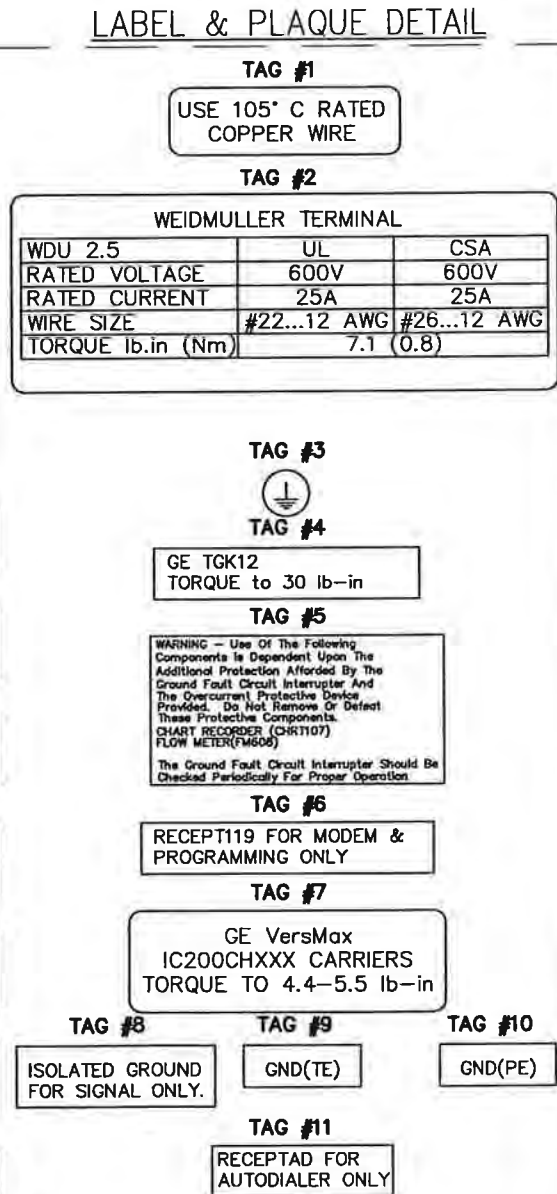 LABEL & PLAQUE DETAIL
TAG #1
USE 105° C RATED
COPPER WIRE
TAG #2
WEIDMULLER TERMINAL
WDU 2.5 UL CSA
RATED VOLTAGE 600V 600V
RATED CURRENT 25A 25A
WIRE SIZE #22...12 AWG #26...12 AWG
TORQUE lb.in (Nm) 7.1 (0.8)
TAG #3
TAG #4
GE TGK12
TORQUE to 30 lb-in
TAG #5
WARNING - Use Of The Following
Components Is Dependent Upon The
Additional Protection Afforded By The
Ground Fault Circuit Interrupter And
The Overcurrent Protective Device
Provided. Do Not Remove Or Defeat
These Protective Components.
CHART RECORDER (CHRT107)
FLOW METER(FM608)
The Ground Fault Circuit Interrupter Should Be
Checked Periodically For Proper Operation
TAG #6
RECEPT119 FOR MODEM &
PROGRAMMING ONLY
TAG #7
GE VersMax
IC200CHXXX CARRIERS
TORQUE TO 4.4-5.5 lb-in
TAG #8 TAG #9 TAG #10
ISOLATED GROUND
FOR SIGNAL ONLY.
GND(TE)
GND(PE)
TAG #11
RECEPTAD FOR
AUTODIALER ONLY